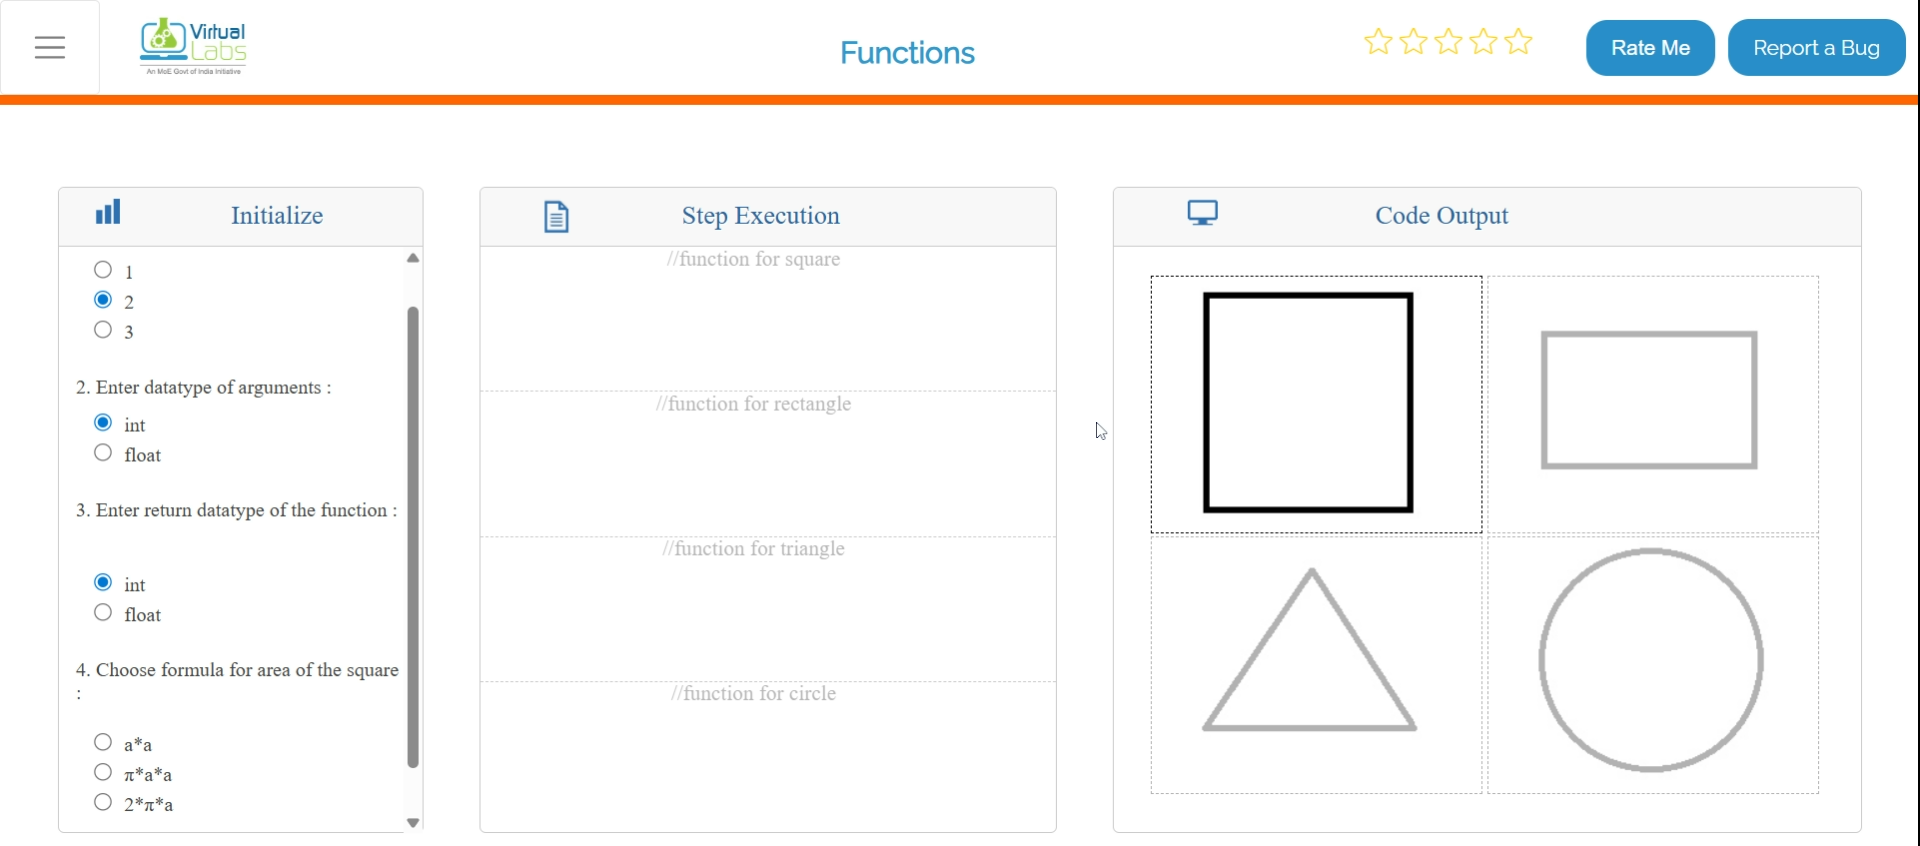 Virtual
Labs
An MoE Govt of India Initiative
Functions
Rate Me
Report a Bug
Initialize
1
2
3
2. Enter datatype of arguments :
int
float
3. Enter return datatype of the function :
int
float
4. Choose formula for area of the square
:
a*a
π*a*a
2*π*a
Step Execution
//function for square
//function for rectangle
//function for triangle
//function for circle
Code Output